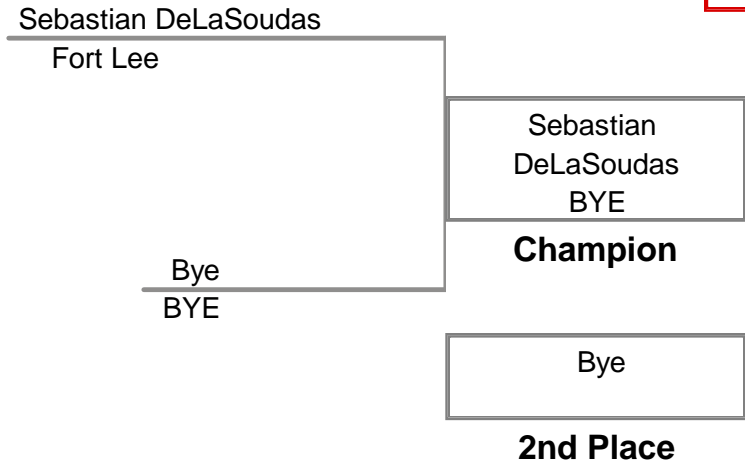 Sebastian DeLaSoudas
Fort Lee
Sebastian
DeLaSoudas
BYE
Champion
Bye
BYE
Bye
2nd Place